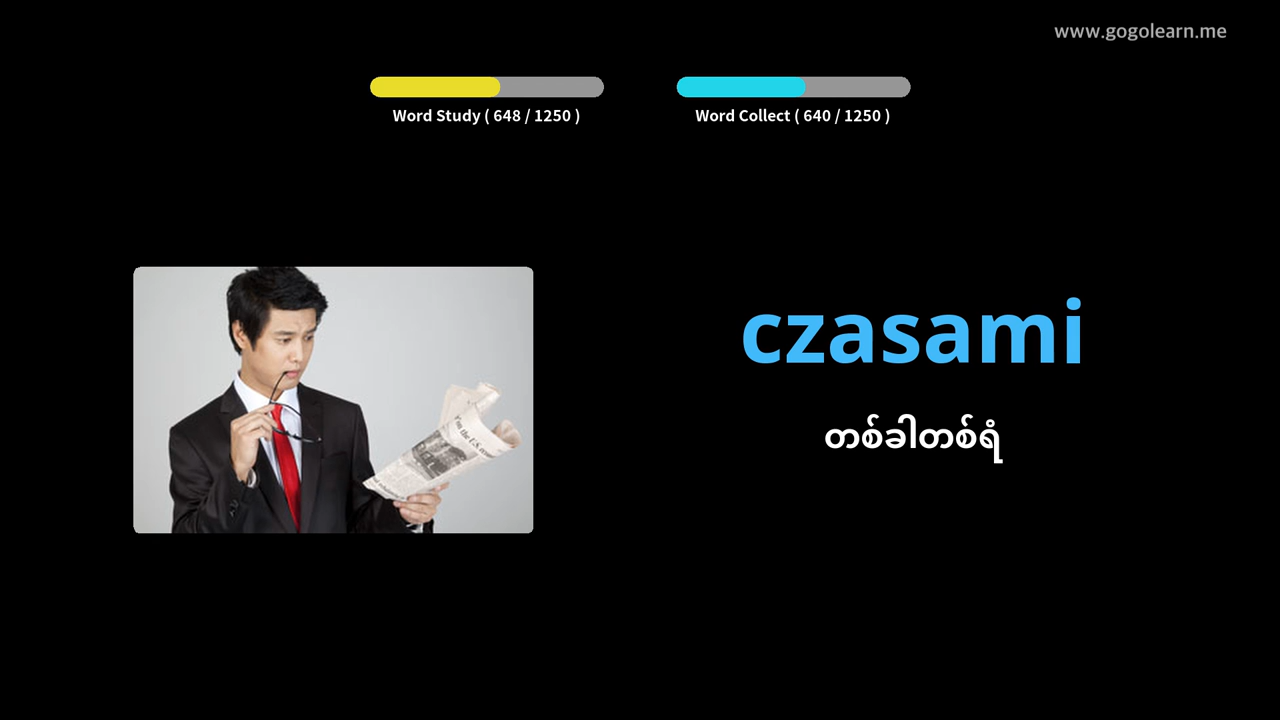 www.gogolearn.me
Word Study ( 648 / 1250 )
Word Collect ( 640 / 1250 )
czasami
တစ်ခါတစ်ရံ